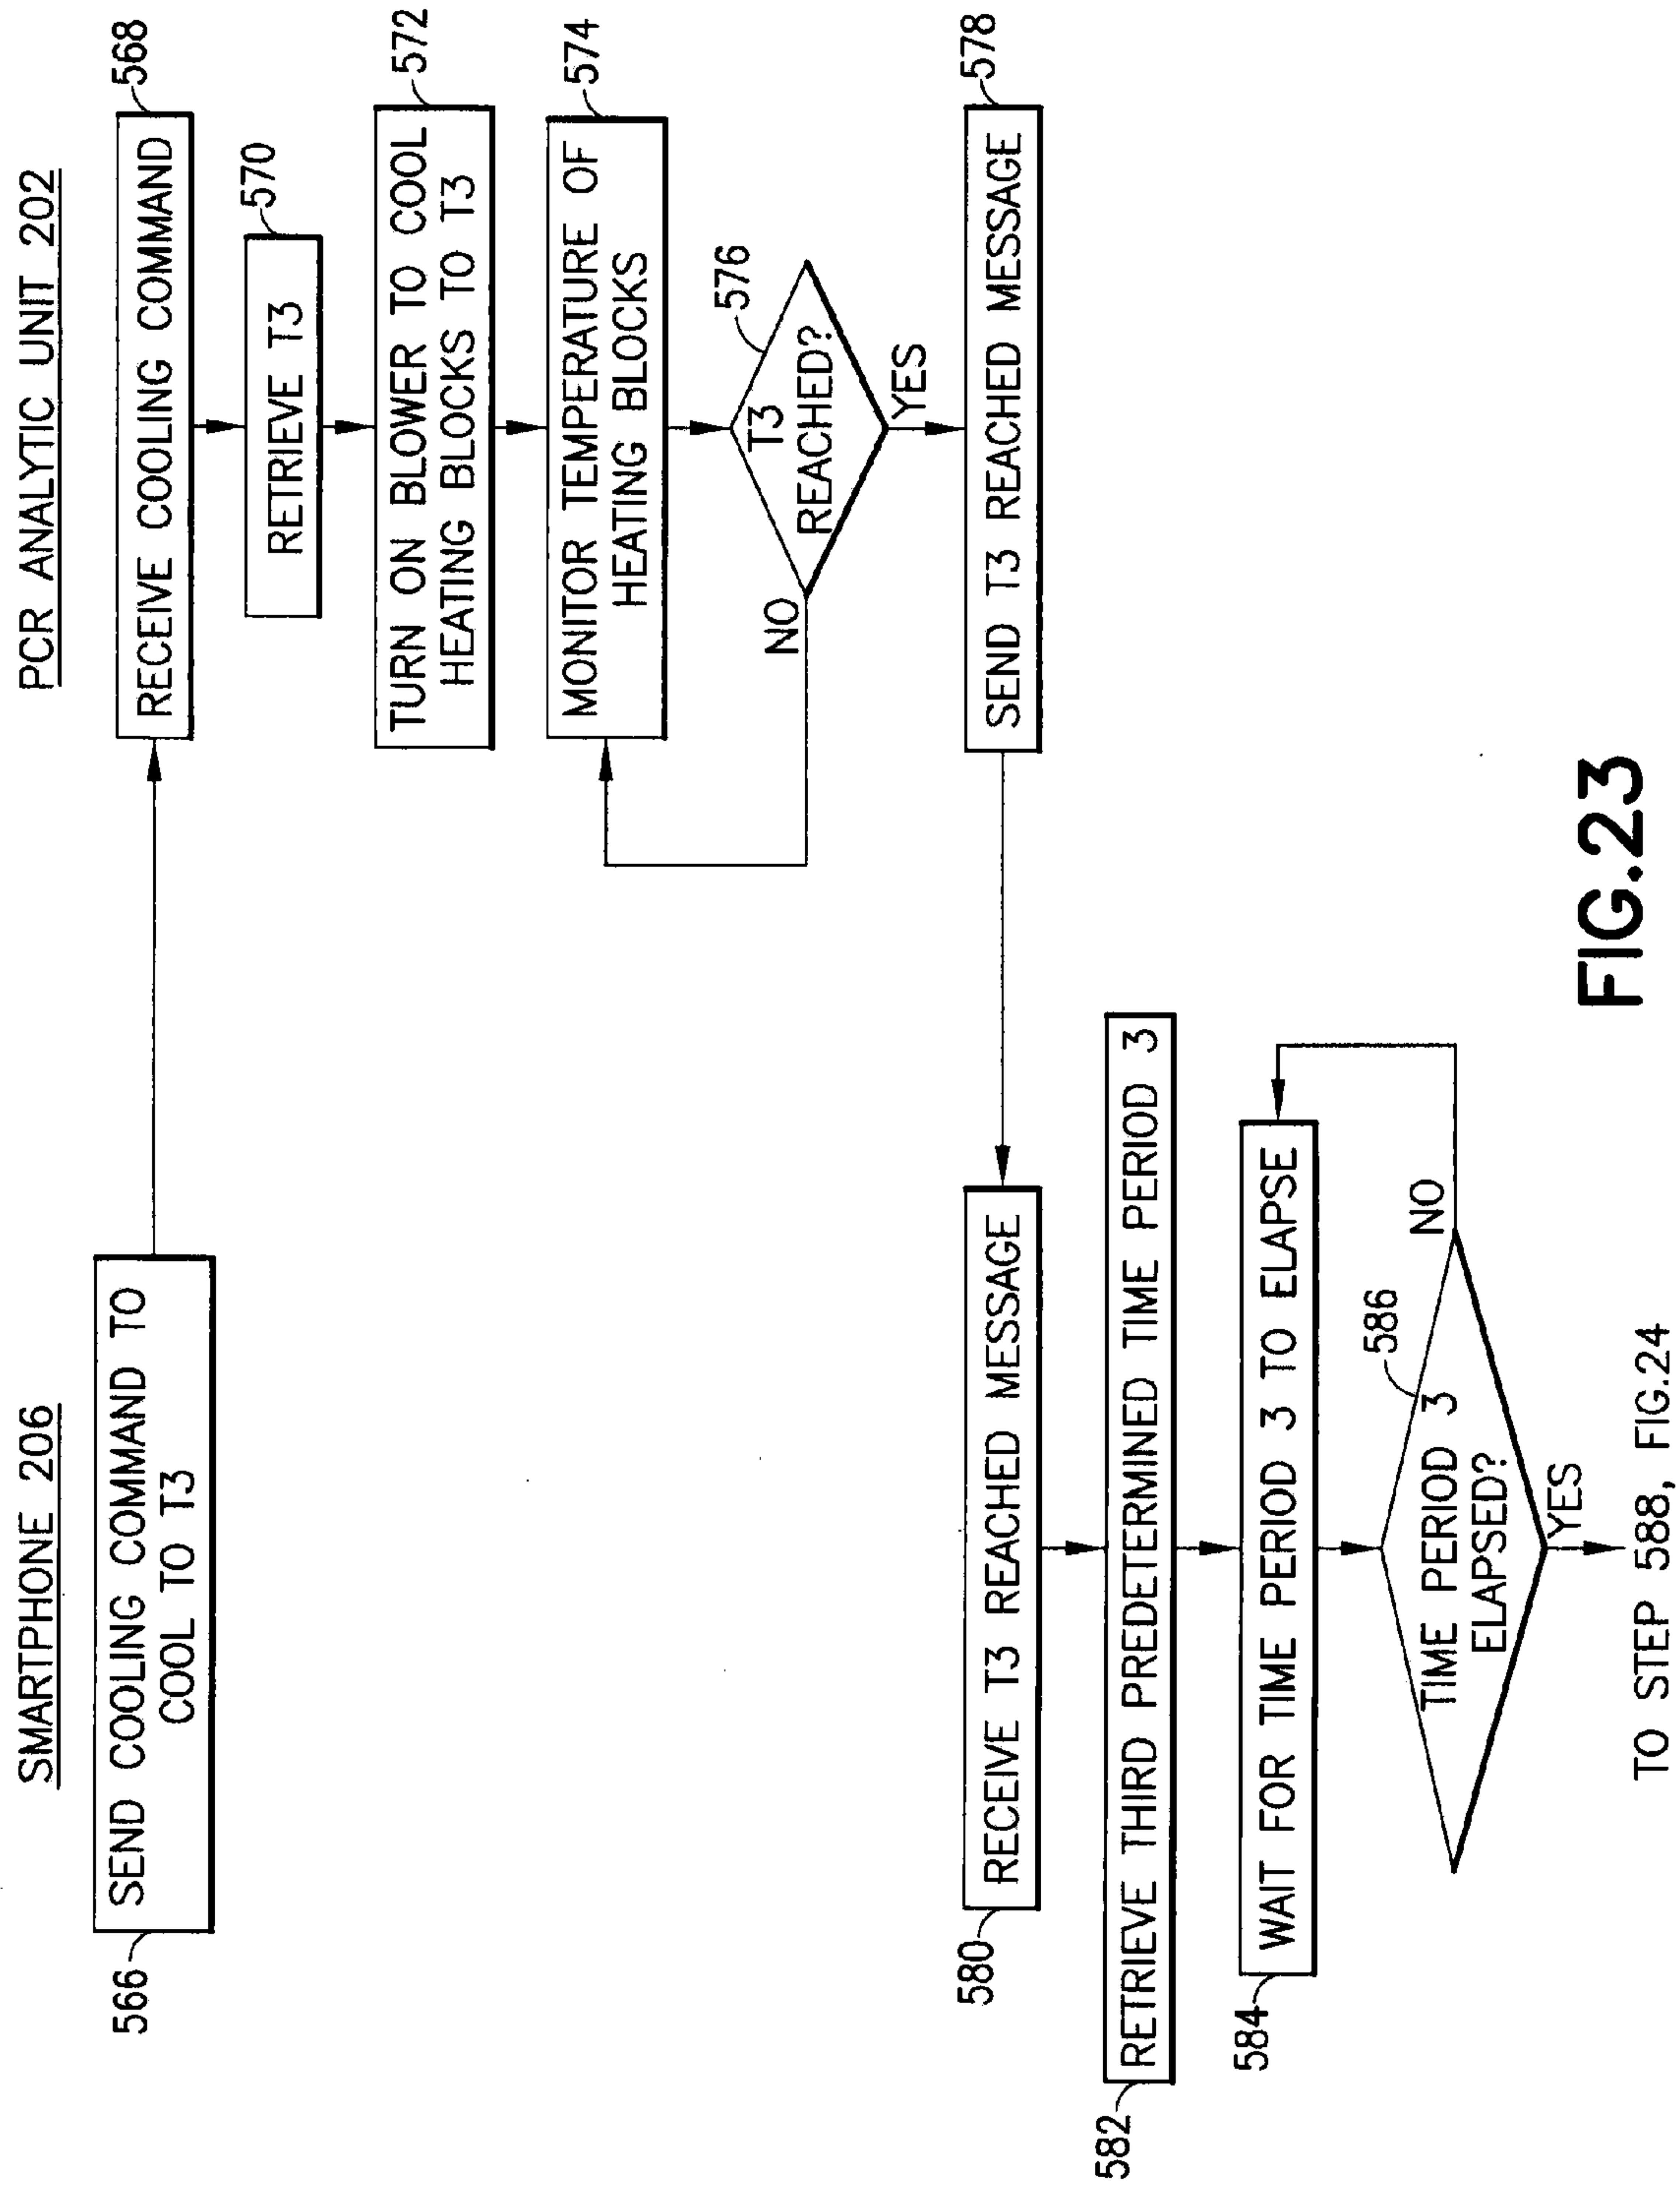 SMARTPHONE 206
PCR ANALYTIC UNIT 202
566
SEND COOLING COMMAND TO
COOL TO T3
RECEIVE COOLING COMMAND
568
RETRIEVE T3
570
TURN ON BLOWER TO COOL
HEATING BLOCKS TO T3
572
MONITOR TEMPERATURE OF
HEATING BLOCKS
574
T3
REACHED?
576
NO
YES
SEND T3 REACHED MESSAGE
578
580
RECEIVE T3 REACHED MESSAGE
582
RETRIEVE THIRD PREDETERMINED TIME PERIOD 3
584
WAIT FOR TIME PERIOD 3 TO ELAPSE
TIME PERIOD 3
ELAPSED?
586
NO
YES
TO STEP 588, FIG.24
FIG.23